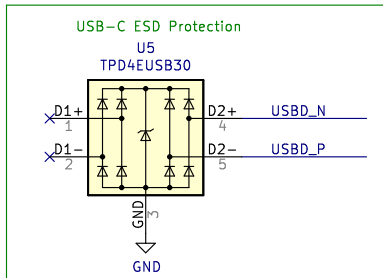 USB-C ESD Protection
U5
TPD4EUSB30
D1+ D2+ USBD_N
1 4
D1- D2- USBD_P
2 5
GND 3
GND